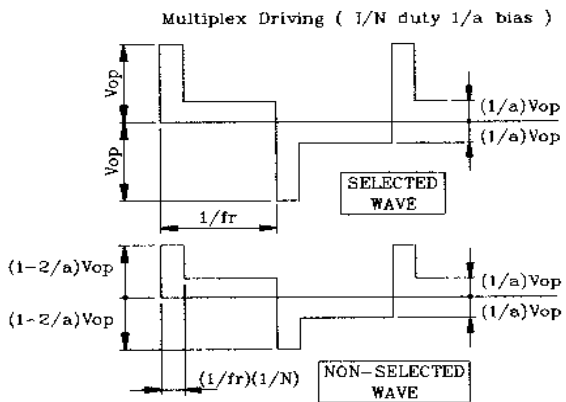 Multiplex Driving ( 1/N duty 1/a bias )
Vop
(1/a)Vop
Vop
(1/a)Vop
SELECTED
WAVE
1/fr
(1-2/a)Vop
(1/a)Vop
(1-2/a)Vop
(1/a)Vop
(1/fr)(1/N)
NON-SELECTED
WAVE